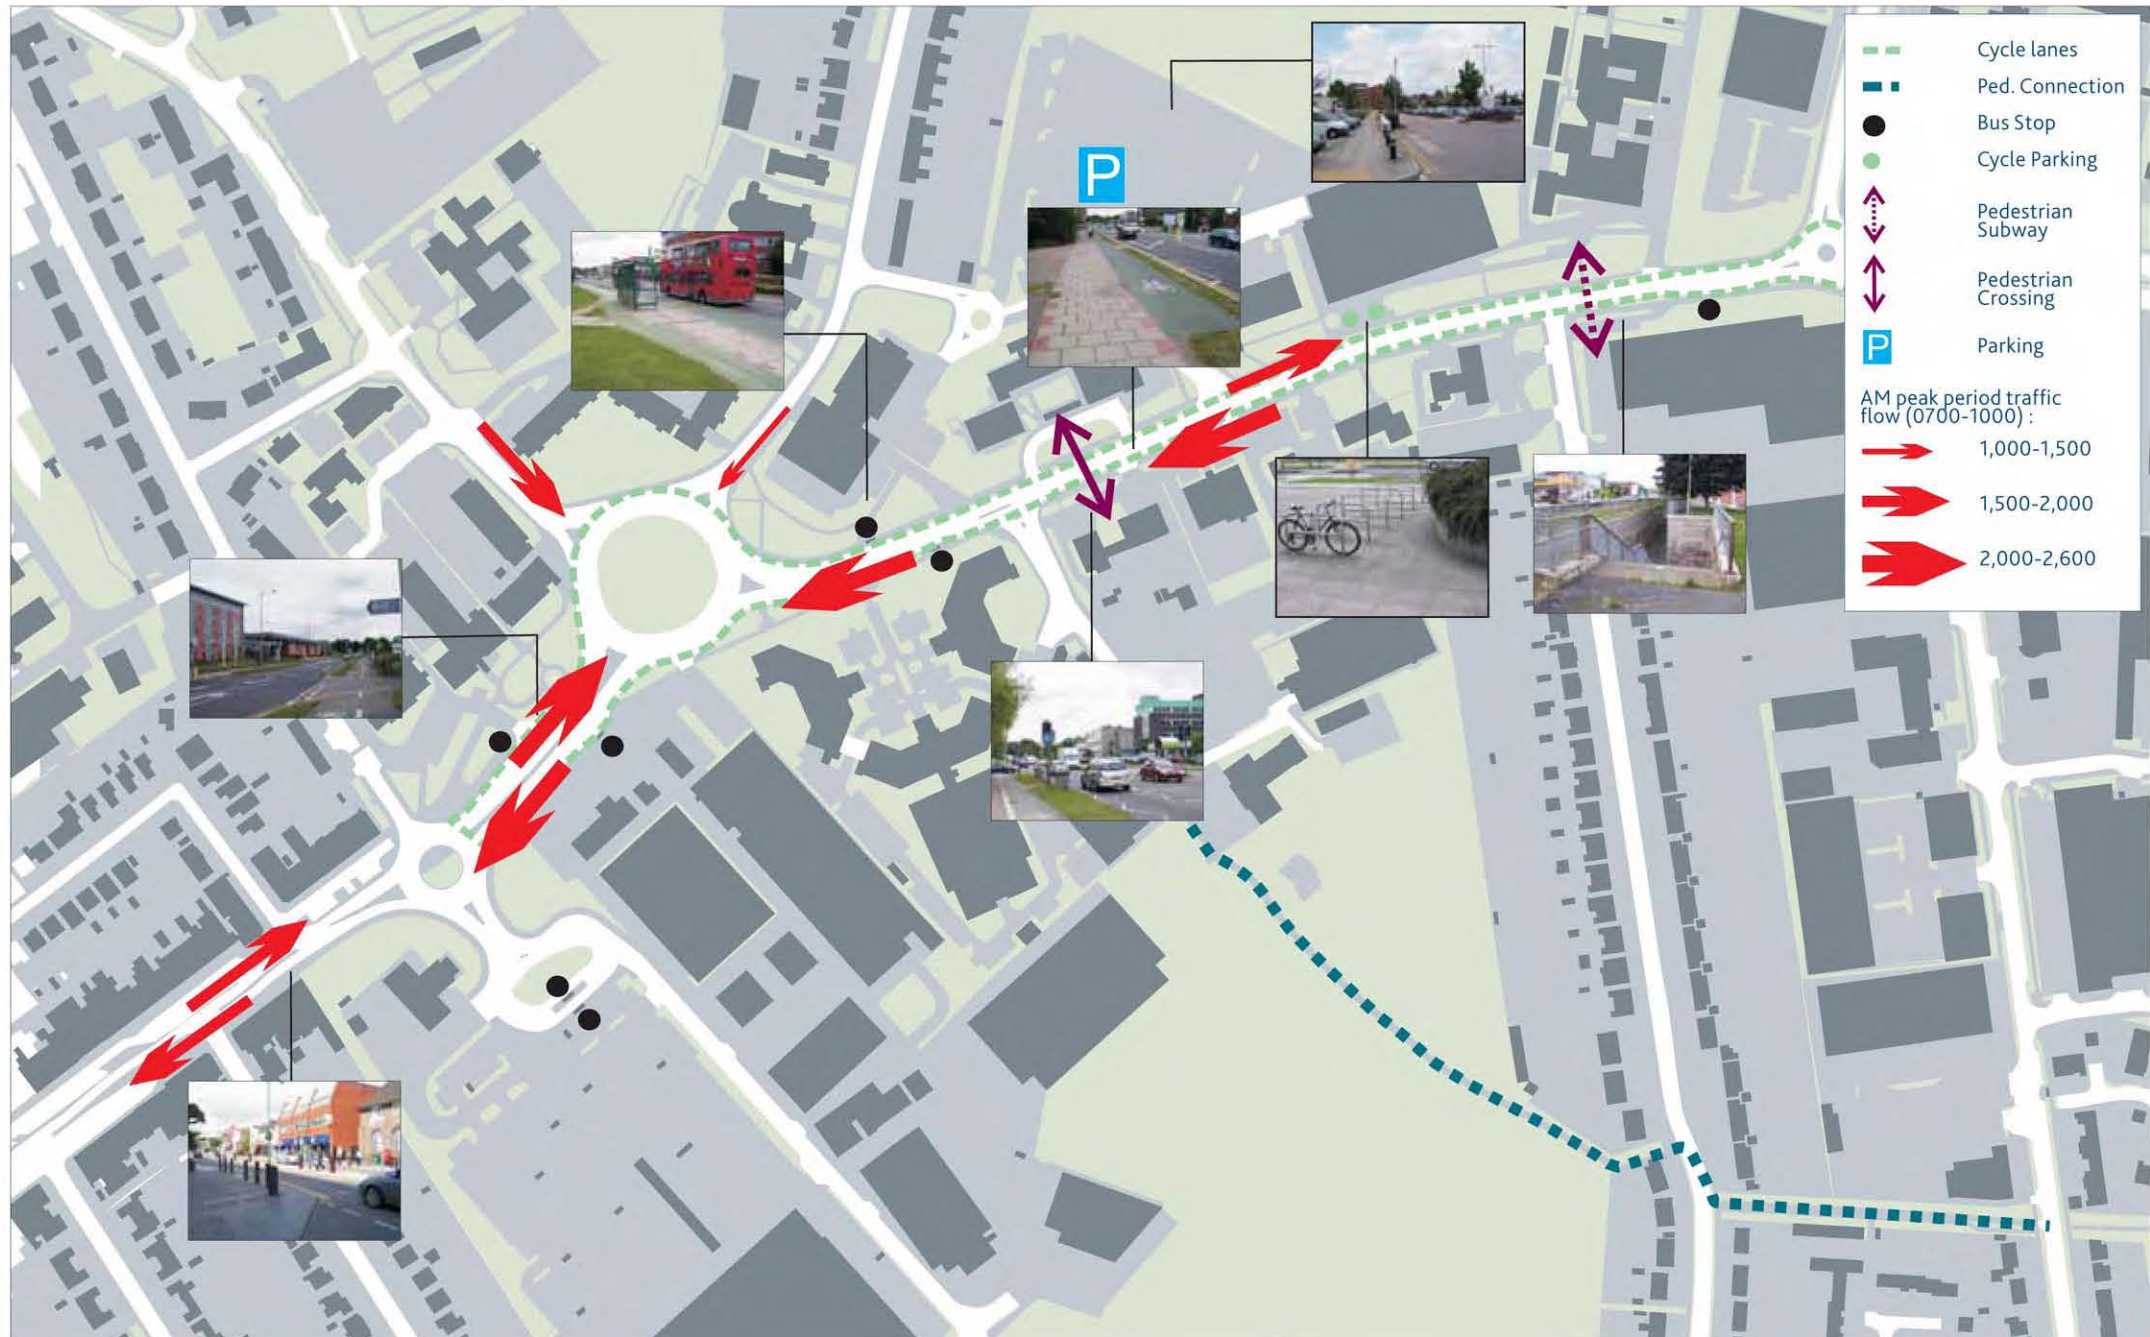 P
Cycle lanes
Ped. Connection
Bus Stop
Cycle Parking
Pedestrian
Subway
Pedestrian
Crossing
P
Parking
AM peak period traffic
flow (0700-1000) :
1,000-1,500
1,500-2,000
2,000-2,600